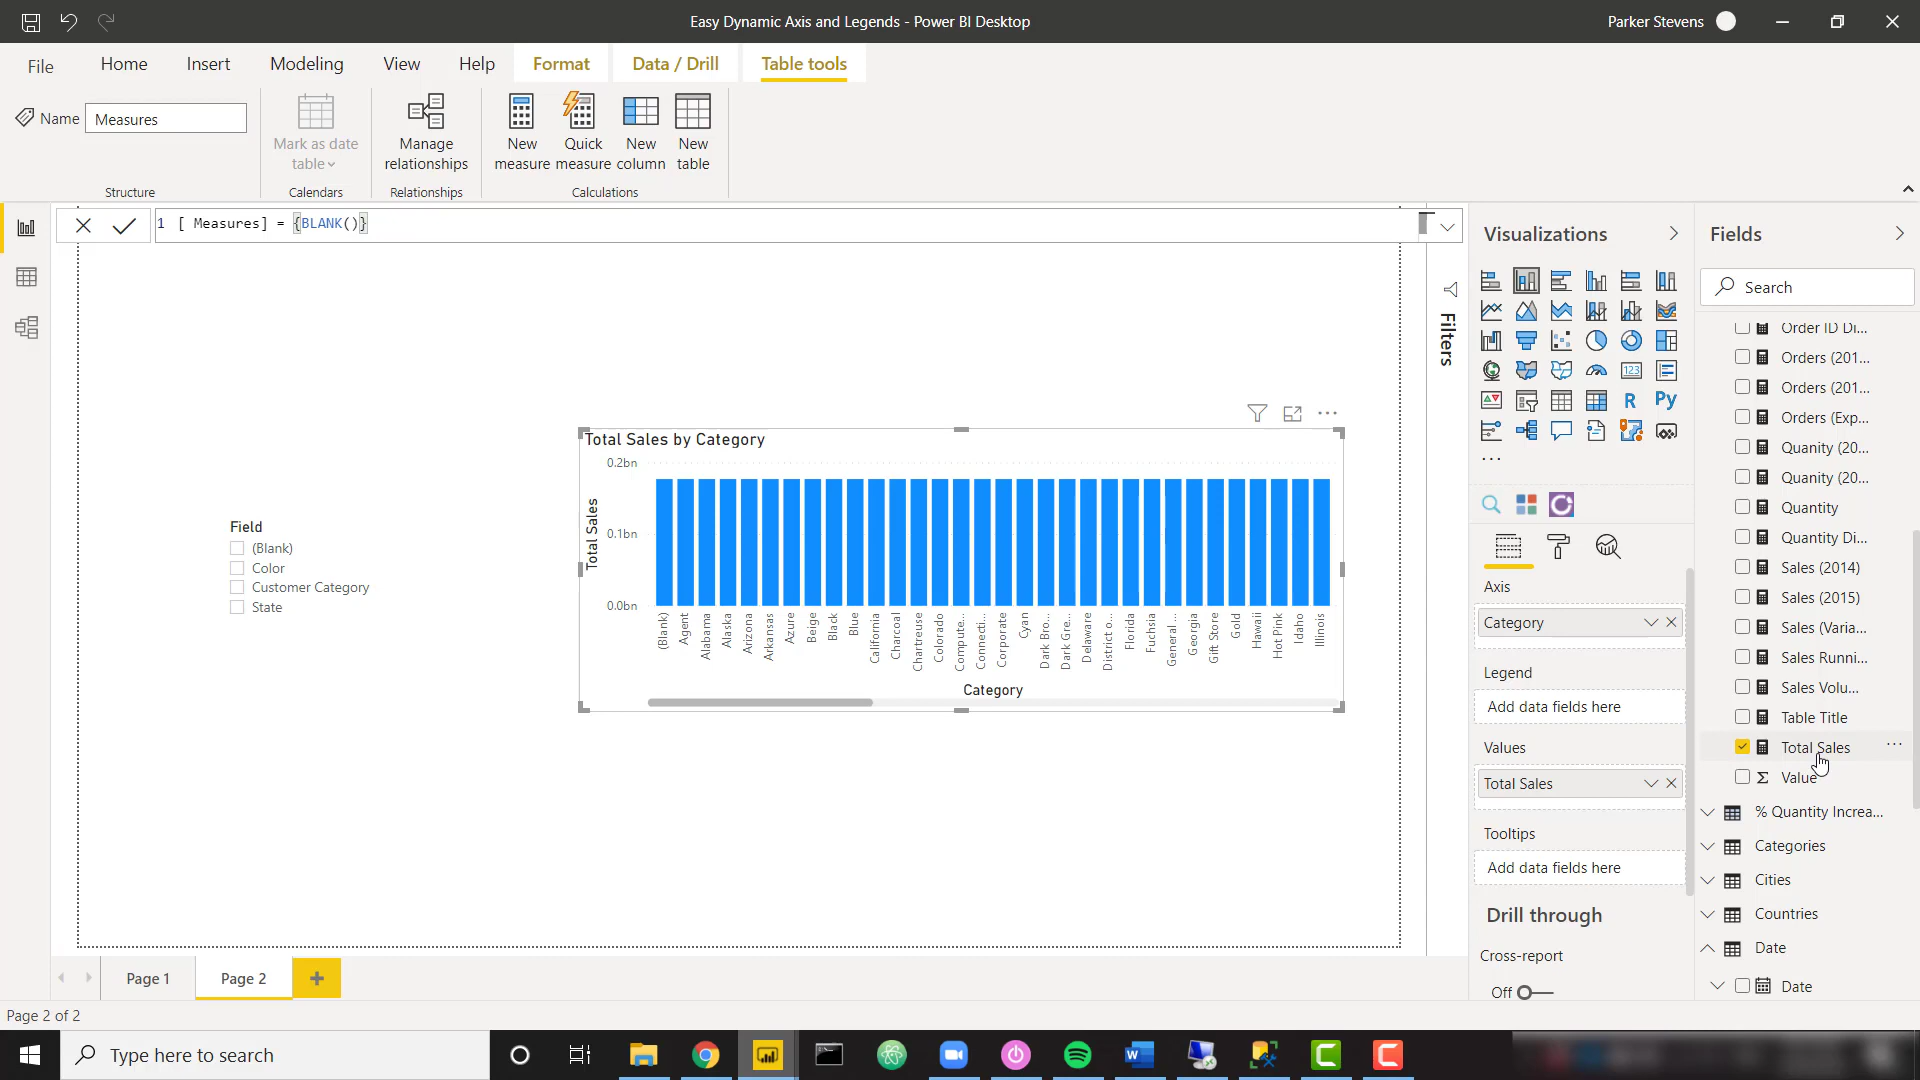 Easy Dynamic Axis and Legends - Power BI Desktop
Parker Stevens
File
Home
Insert
Modeling
View
Help
Format
Data / Drill
Table tools
Name
Measures
Mark as date
table
New
measure
Quick
measure
New
column
New
table
Manage
relationships
Structure
Calendars
Relationships
Calculations
1 [ Measures] = {BLANK()}
Field
(Blank)
Color
Customer Category
State
Total Sales by Category
0.2bn
0.1bn
0.0bn
Total Sales
(Blank)
Agent
Alabama
Alaska
Arizona
Arkansas
Azure
Beige
Black
Blue
California
Charcoal
Chartreuse
Colorado
Compute...
Connecti...
Corporate
Cyan
Dark Bro...
Dark Gre...
Delaware
District o...
Florida
Fuchsia
General ...
Georgia
Gift Store
Gold
Hawaii
Hot Pink
Idaho
Illinois
Category
Filters
Visualizations
123
R
Py
Axis
Category
Legend
Add data fields here
Values
Total Sales
Tooltips
Add data fields here
Drill through
Cross-report
Off
Fields
Search
Order ID Di...
Orders (201...
Orders (201...
Orders (Exp...
Quanity (20...
Quanity (20...
Quantity
Quantity Di...
Sales (2014)
Sales (2015)
Sales (Varia...
Sales Runni...
Sales Volu...
Table Title
Total Sales
Value
% Quantity Increa...
Categories
Cities
Countries
Date
Date
Page 1
Page 2
Page 2 of 2
Type here to search